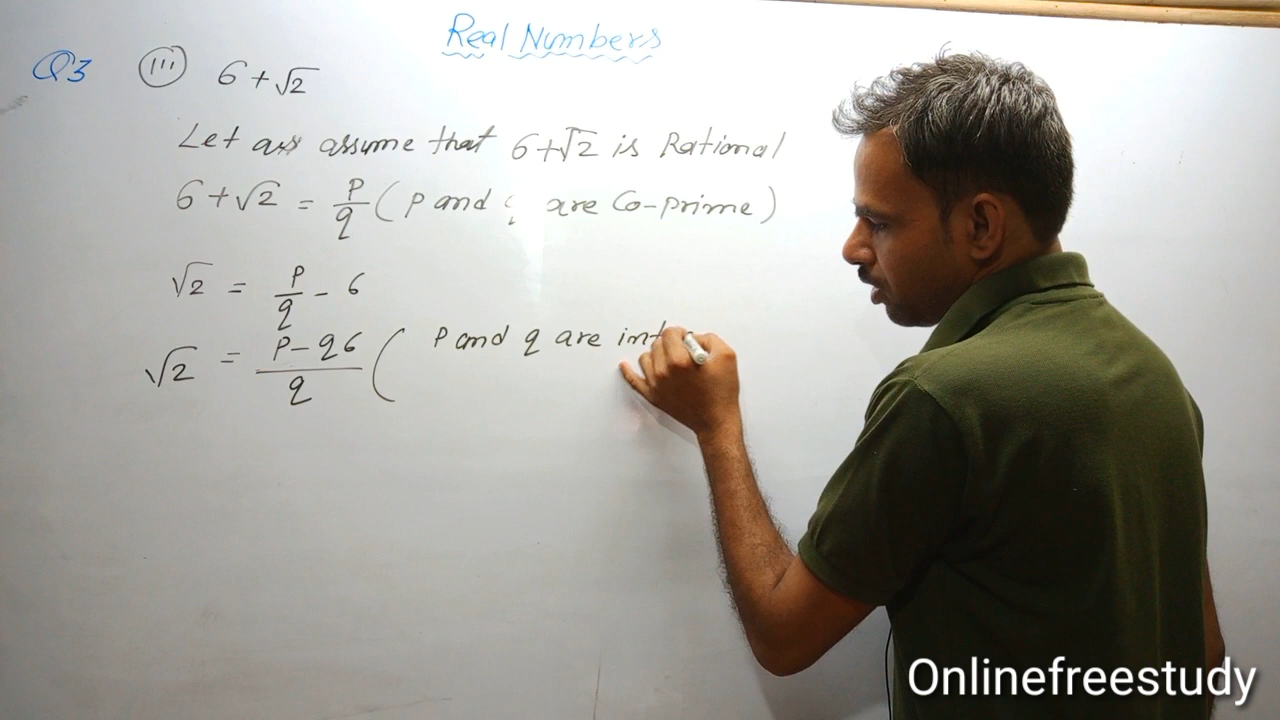 Real Numbers
Q3 (iii) 6+√2
Let assume that 6+√2 is Rational
6+√2 = p/q (p and q are Co-prime)
√2 = p/q - 6
√2 = p-q6/q ( p and q are int
Onlinefreestudy